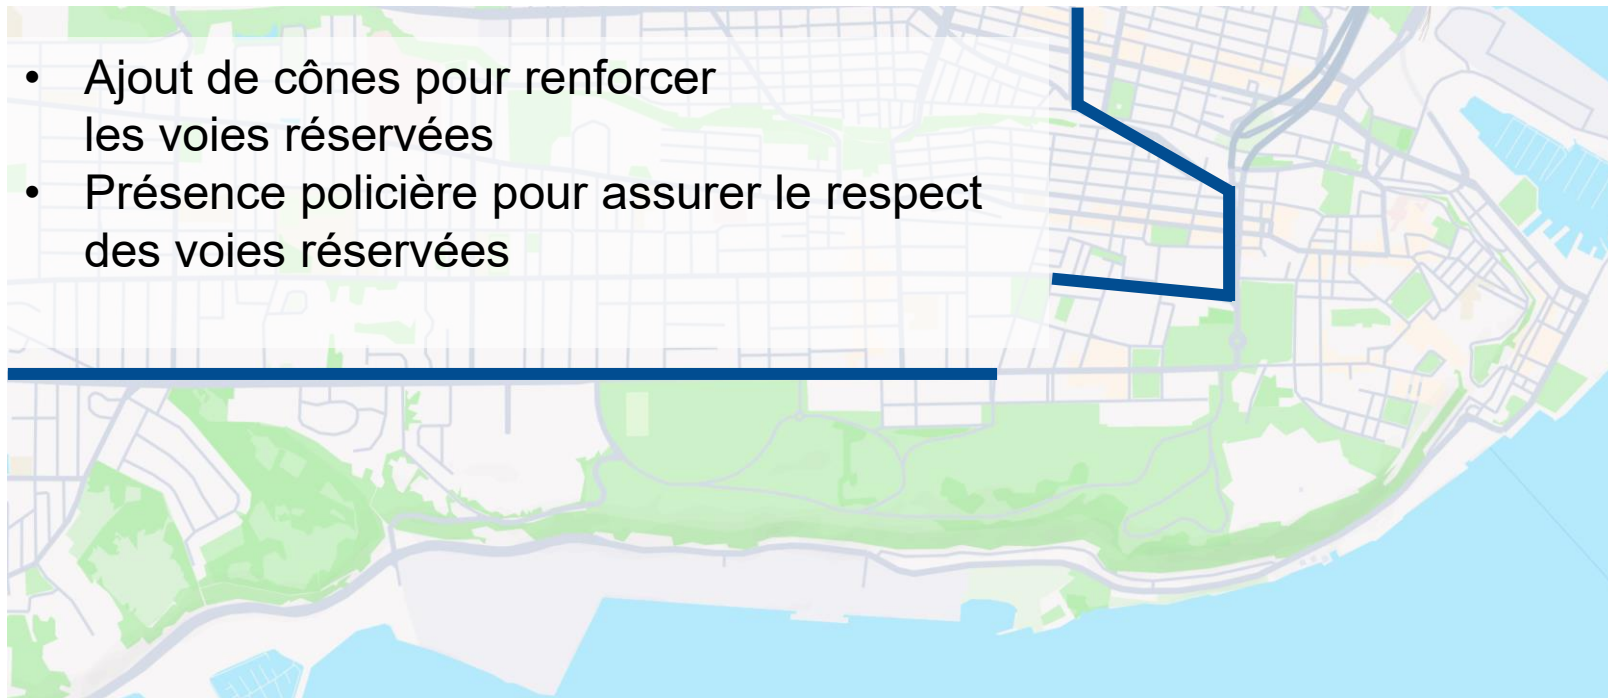 • Ajout de cônes pour renforcer
les voies réservées
• Présence policière pour assurer le respect
des voies réservées